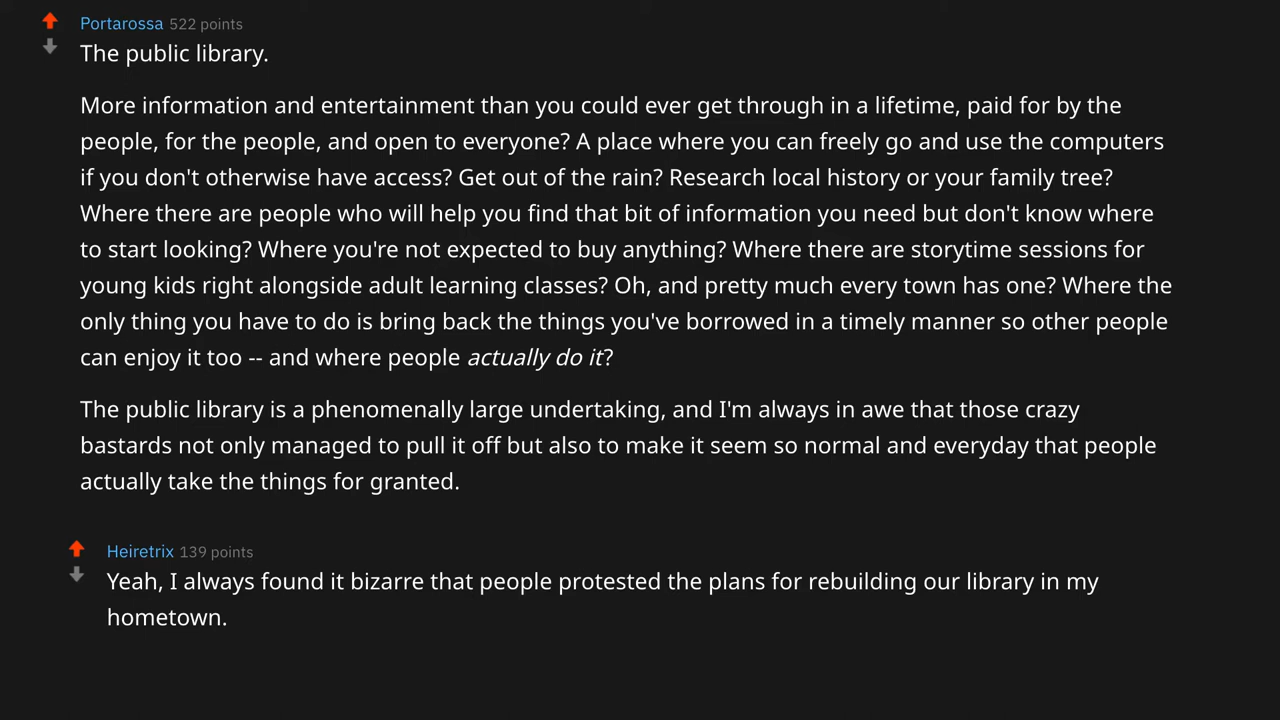 Portarossa 522 points
The public library.
More information and entertainment than you could ever get through in a lifetime, paid for by the
people, for the people, and open to everyone? A place where you can freely go and use the computers
if you don't otherwise have access? Get out of the rain? Research local history or your family tree?
Where there are people who will help you find that bit of information you need but don't know where
to start looking? Where you're not expected to buy anything? Where there are storytime sessions for
young kids right alongside adult learning classes? Oh, and pretty much every town has one? Where the
only thing you have to do is bring back the things you've borrowed in a timely manner so other people
can enjoy it too -- and where people actually do it?
The public library is a phenomenally large undertaking, and I'm always in awe that those crazy
bastards not only managed to pull it off but also to make it seem so normal and everyday that people
actually take the things for granted.
Heiretrix 139 points
Yeah, I always found it bizarre that people protested the plans for rebuilding our library in my
hometown.